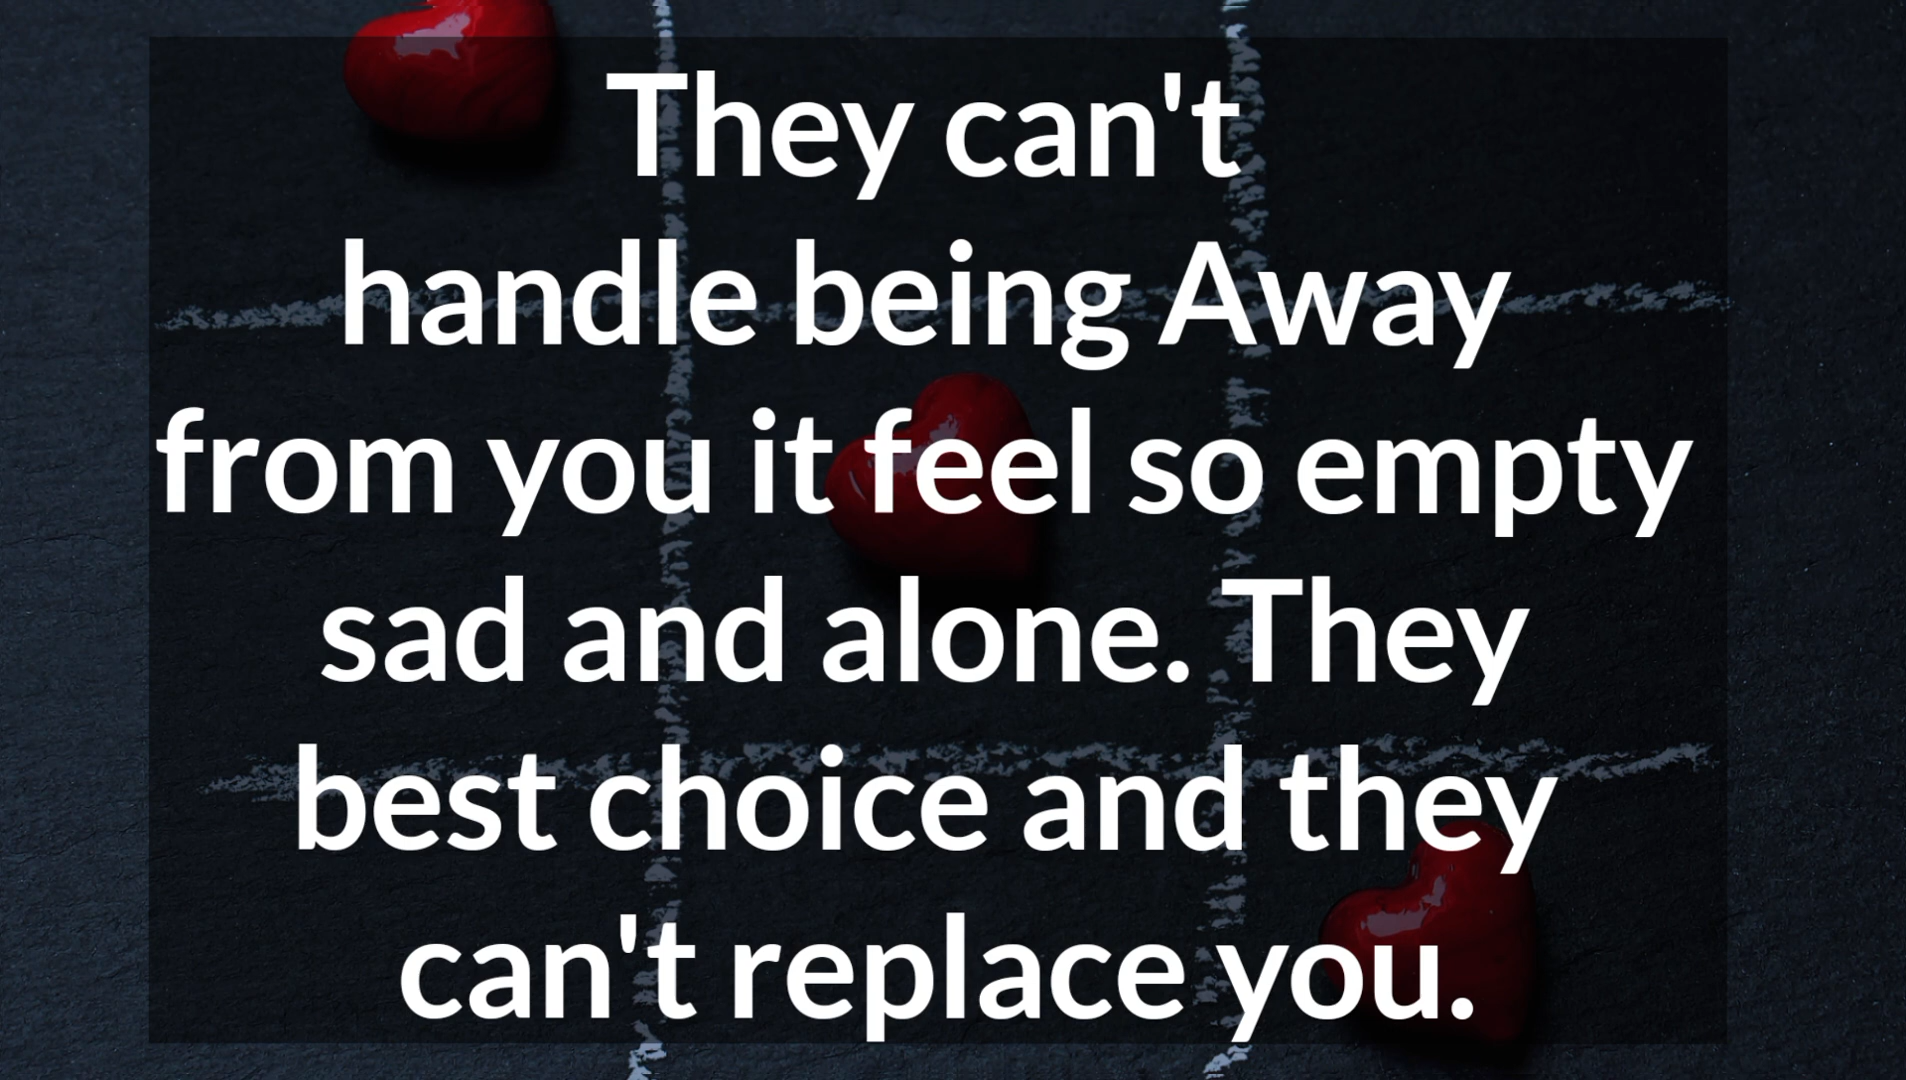 They can't
handle being Away
from you it feel so empty
sad and alone. They
best choice and they
can't replace you.